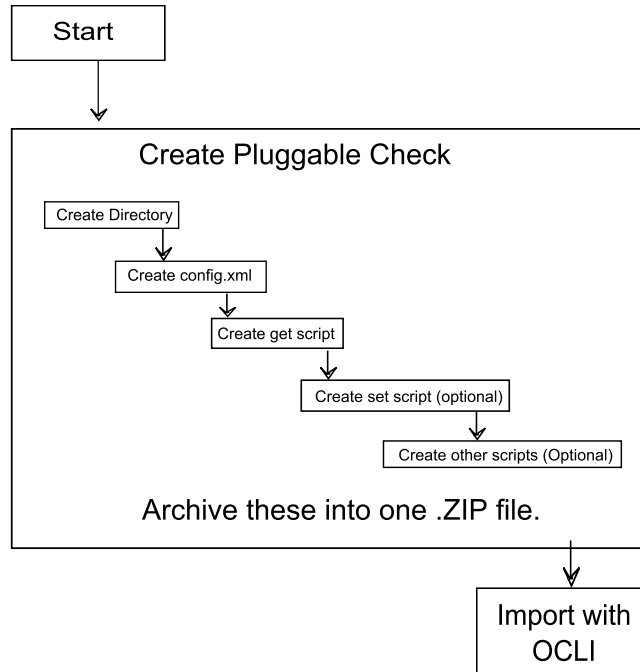 Start
Create Pluggable Check
Create Directory
Create config.xml
Create get script
Create set script (optional)
Create other scripts (Optional)
Archive these into one .ZIP file.
Import with
OCLI